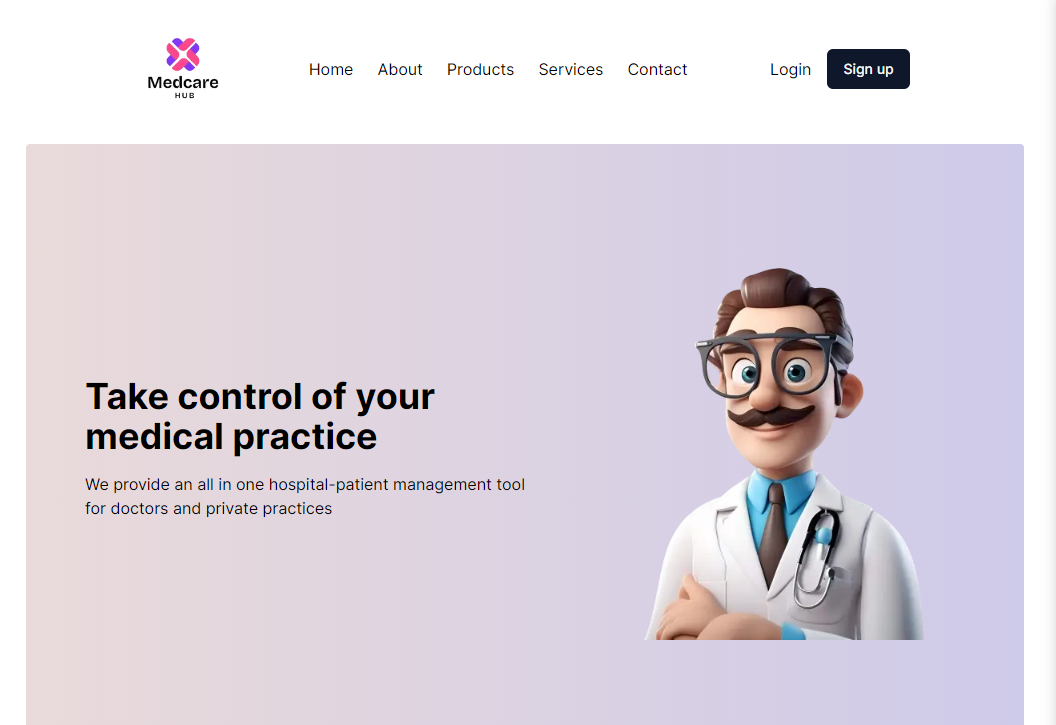 Medcare
HUB
Home About Products Services Contact Login Sign up
Take control of your
medical practice
We provide an all in one hospital-patient management tool
for doctors and private practices